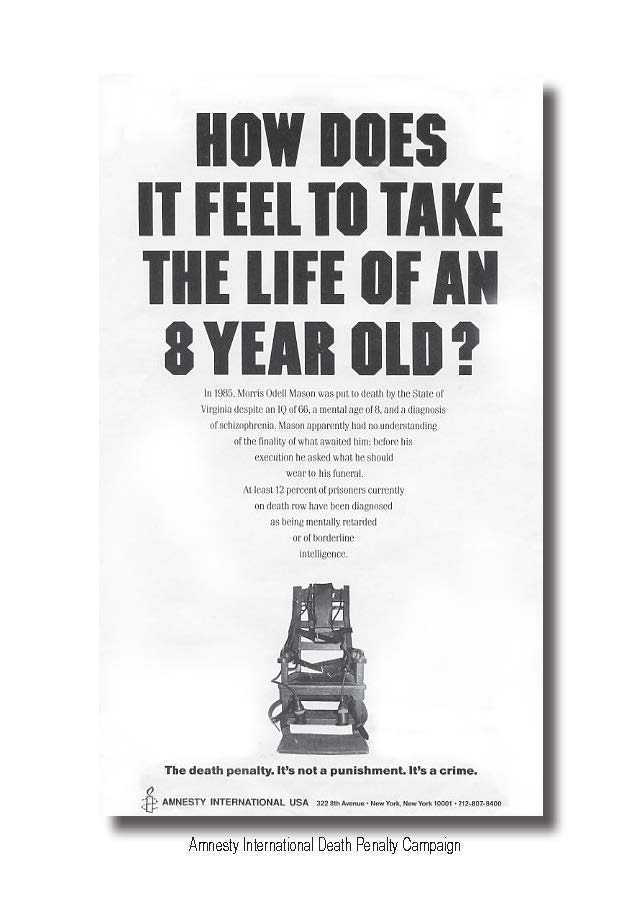 HOW DOES
IT FEEL TO TAKE
THE LIFE OF AN
8 YEAR OLD?
In 1985, Morris Odell Mason was put to death by the State of
Virginia despite an IQ of 66, a mental age of 8, and a diagnosis
of schizophrenia. Mason apparently had no understanding
of the finality of what awaited him; before his
execution he asked what he should
wear to his funeral.
At least 12 percent of prisoners currently
on death row have been diagnosed
as being mentally retarded
or of borderline
intelligence.
The death penalty. It's not a punishment. It's a crime.
AMNESTY INTERNATIONAL USA 322 8th Avenue • New York, New York 10001 • 212-807-8400
Amnesty International Death Penalty Campaign